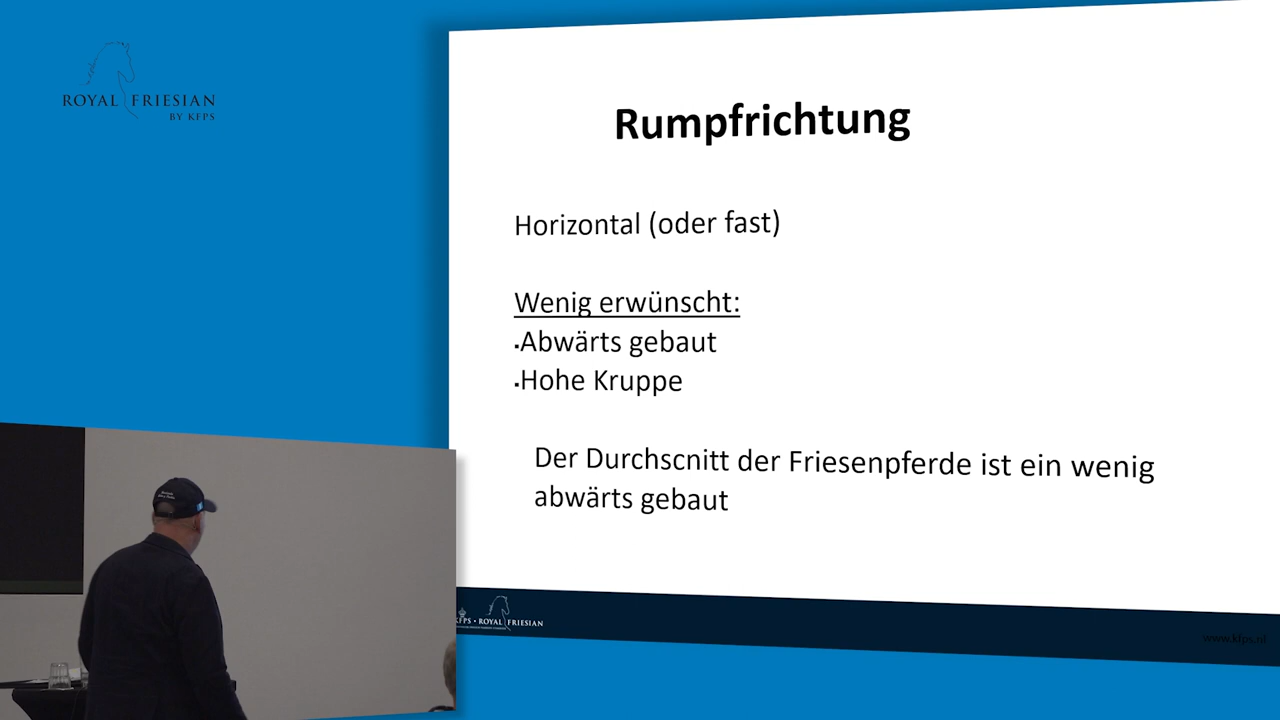 ROYAL FRIESIAN
BY KFPS
Rumpfrichtung
Horizontal (oder fast)
Wenig erwünscht:
▪Abwärts gebaut
▪Hohe Kruppe
Der Durchscnitt der Friesenpferde ist ein wenig
abwärts gebaut
KFPS • ROYAL FRIESIAN
www.kfps.nl